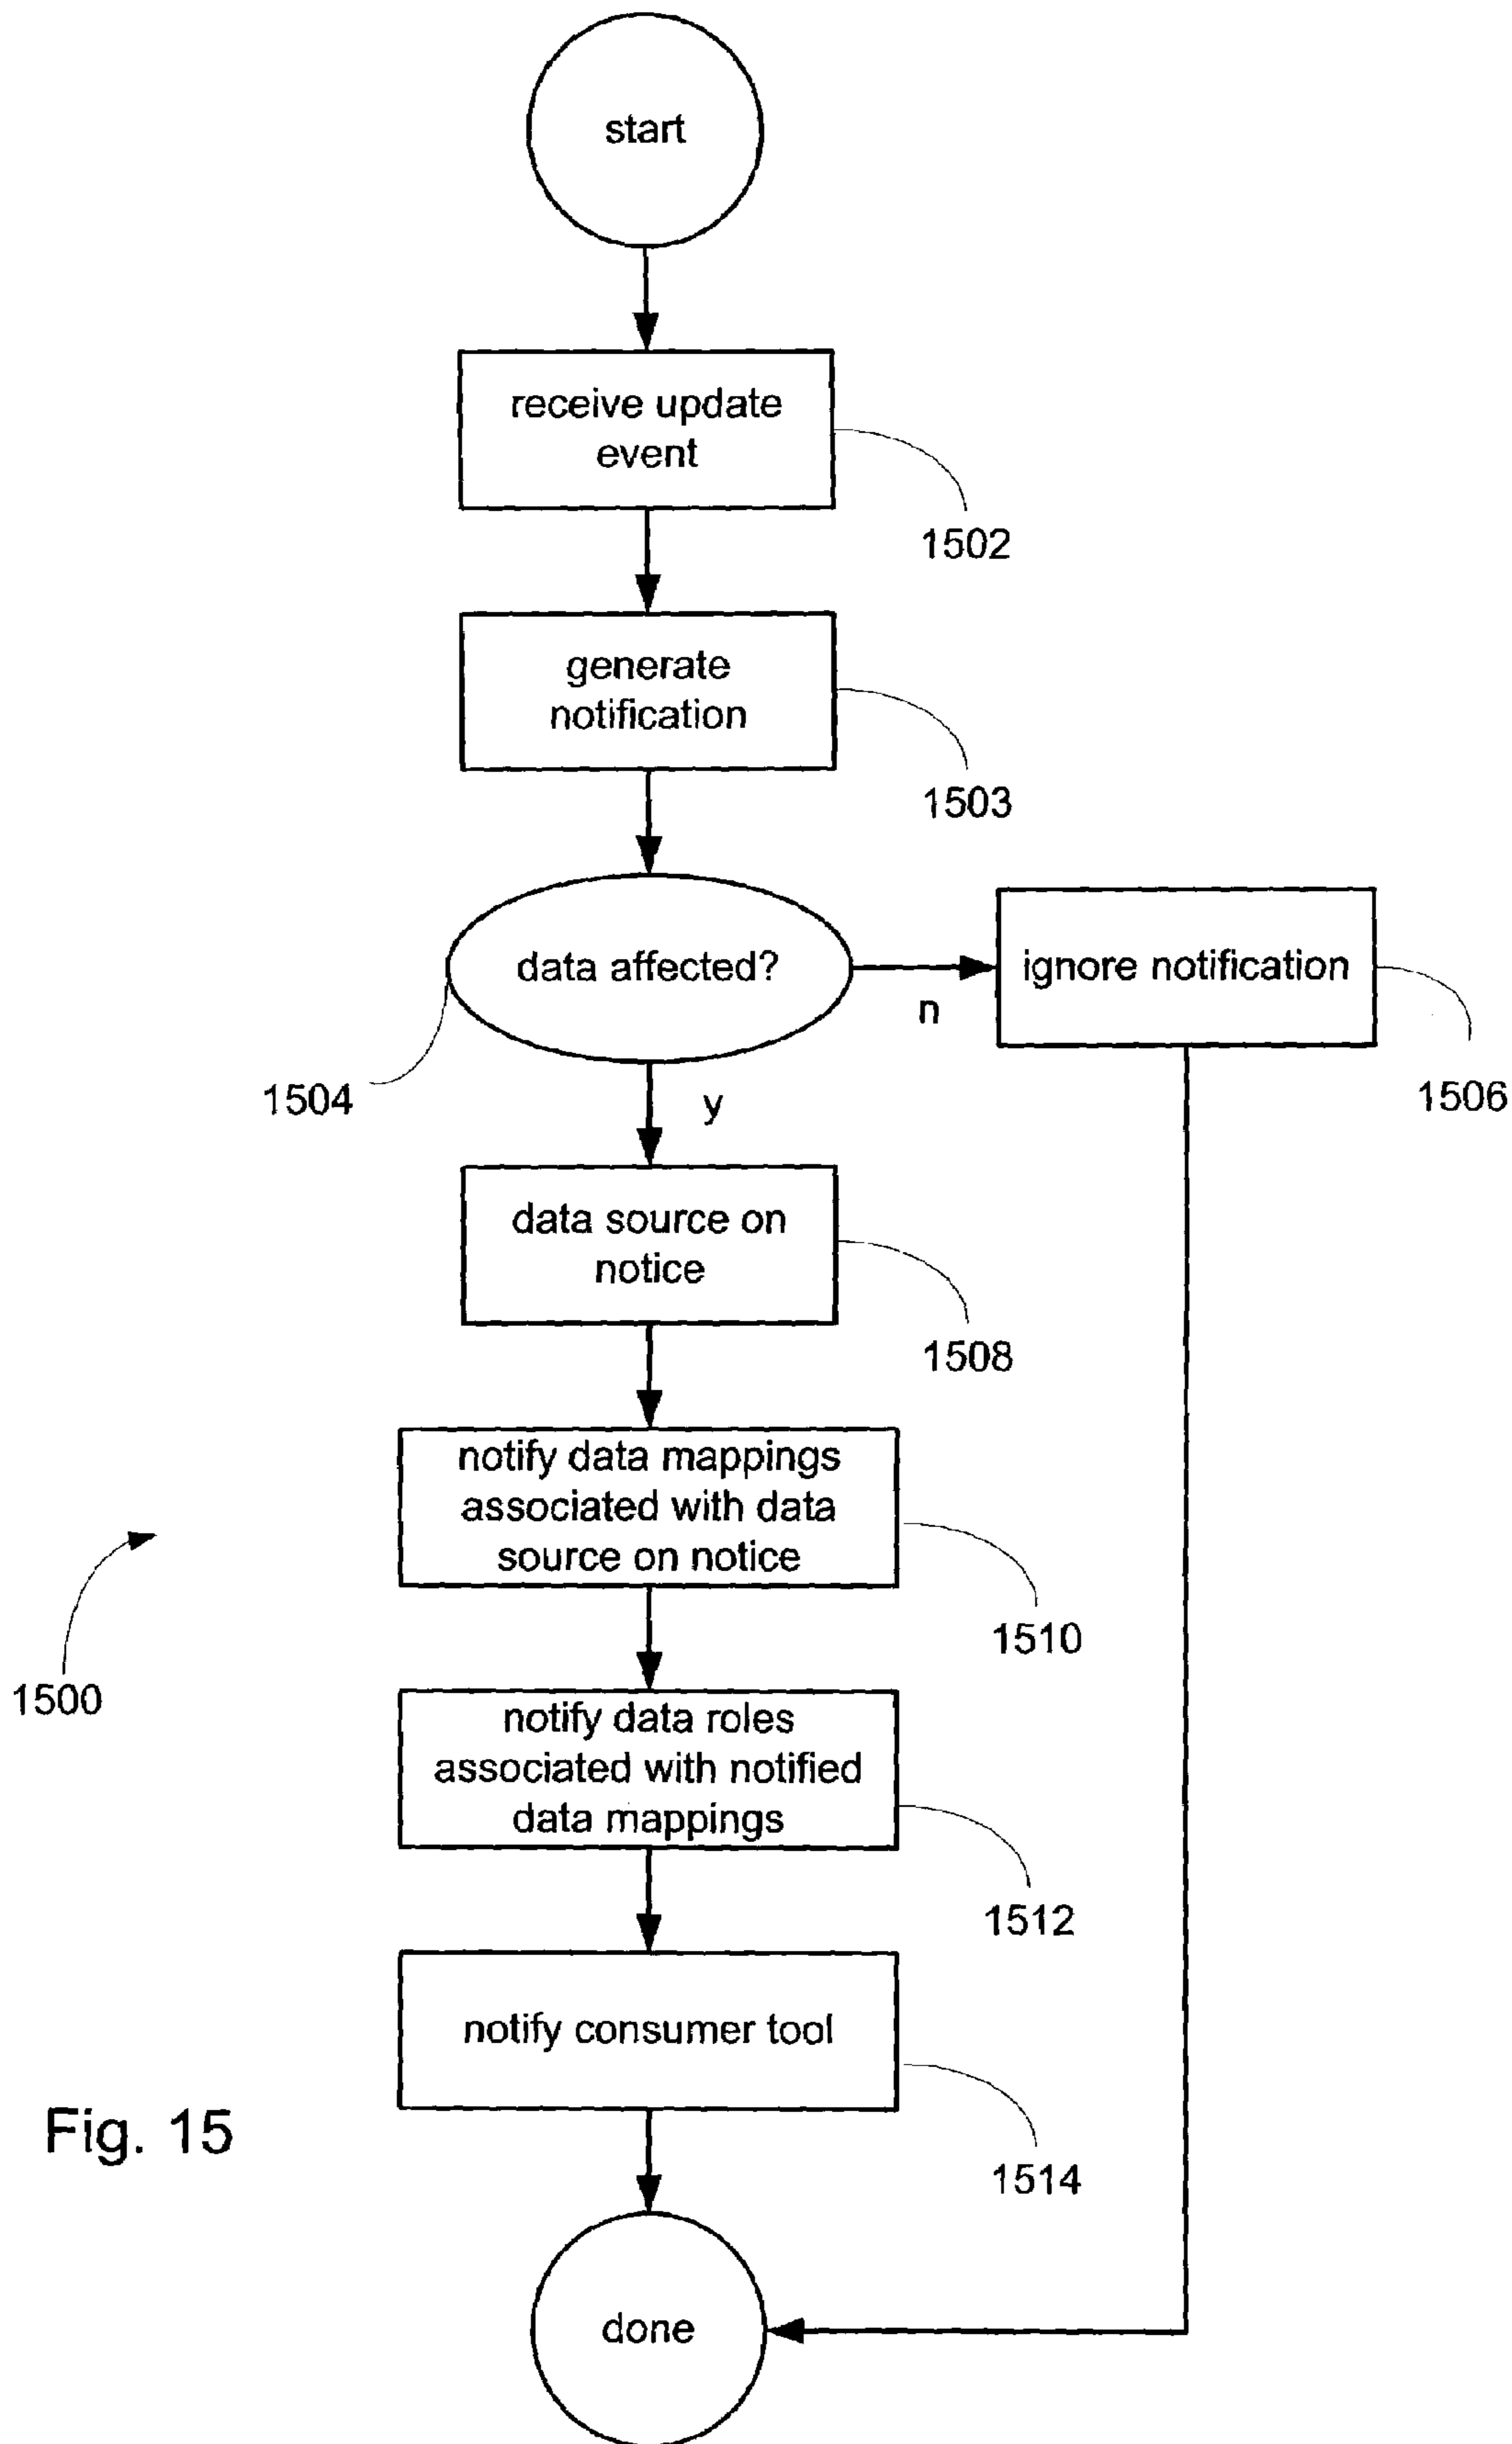 start
receive update
event
1502
generate
notification
1503
data affected?
n
ignore notification
1504
y
1506
data source on
notice
1508
notify data mappings
associated with data
source on notice
1510
1500
notify data roles
associated with notified
data mappings
1512
notify consumer tool
Fig. 15
1514
done